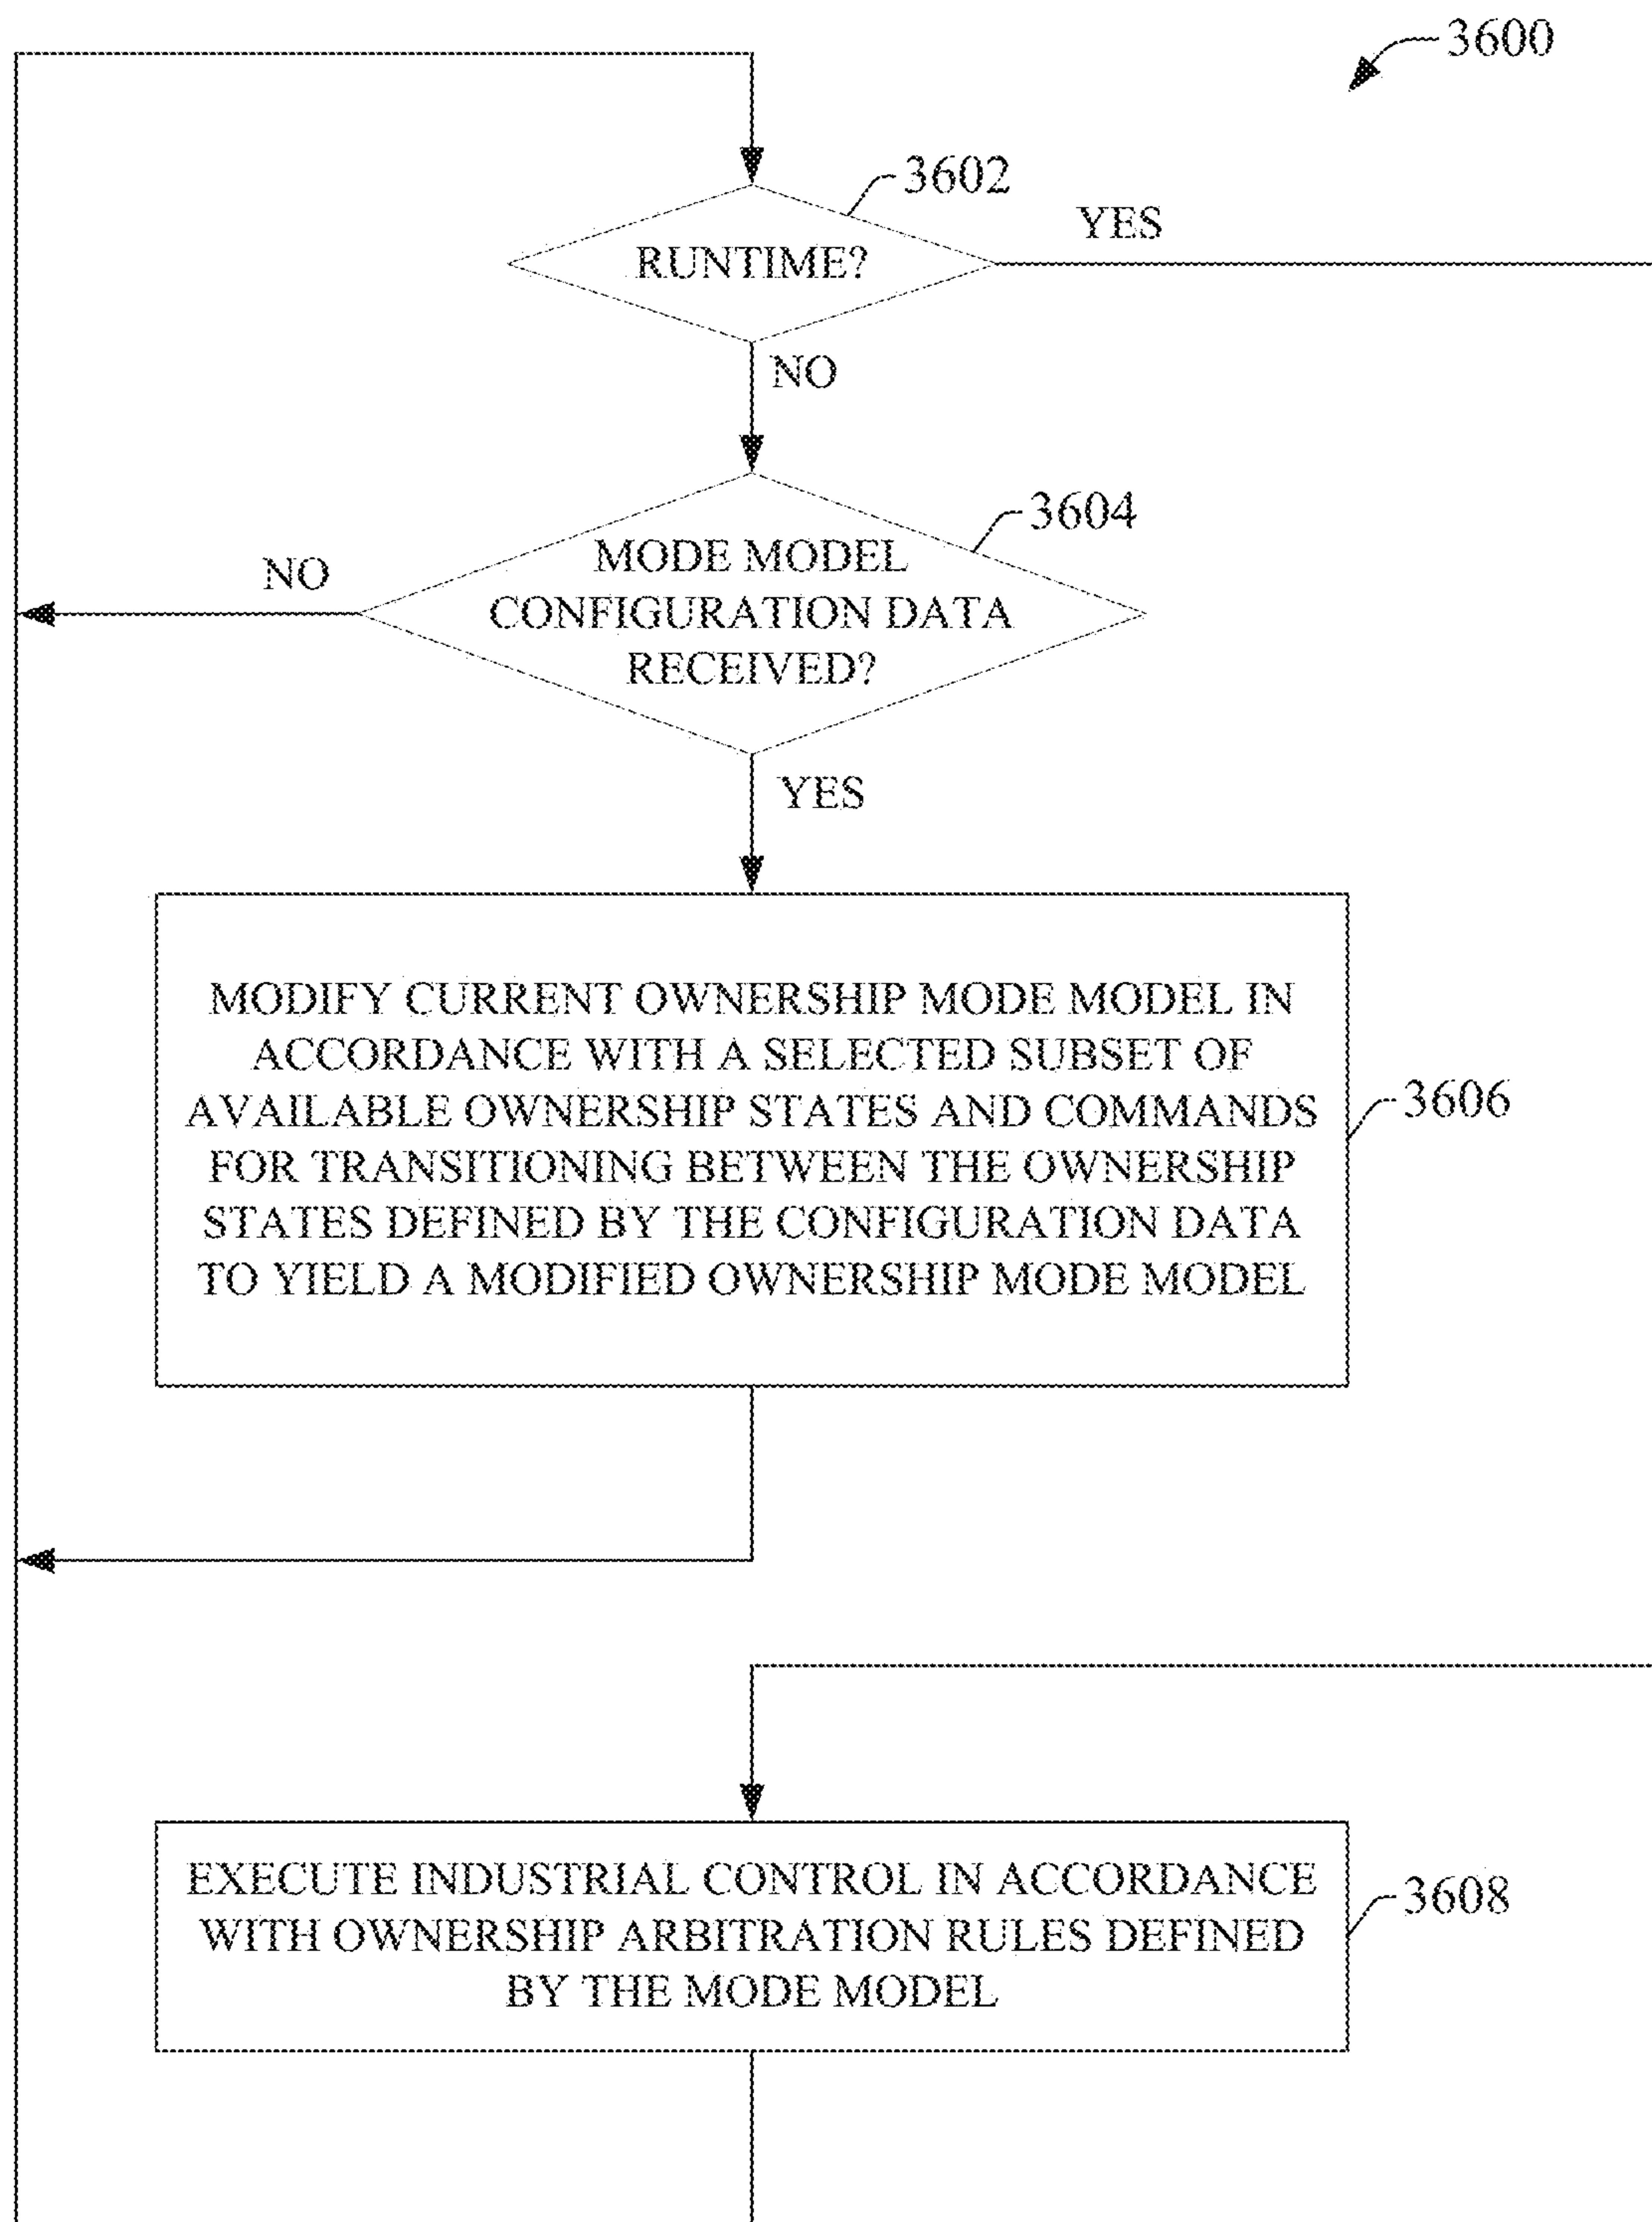 3600
3602
YES
RUNTIME?
NO
3604
NO
MODE MODEL
CONFIGURATION DATA
RECEIVED?
YES
MODIFY CURRENT OWNERSHIP MODE MODEL IN
ACCORDANCE WITH A SELECTED SUBSET OF
AVAILABLE OWNERSHIP STATES AND COMMANDS
FOR TRANSITIONING BETWEEN THE OWNERSHIP
STATES DEFINED BY THE CONFIGURATION DATA
TO YIELD A MODIFIED OWNERSHIP MODE MODEL
3606
EXECUTE INDUSTRIAL CONTROL IN ACCORDANCE
WITH OWNERSHIP ARBITRATION RULES DEFINED
BY THE MODE MODEL
3608